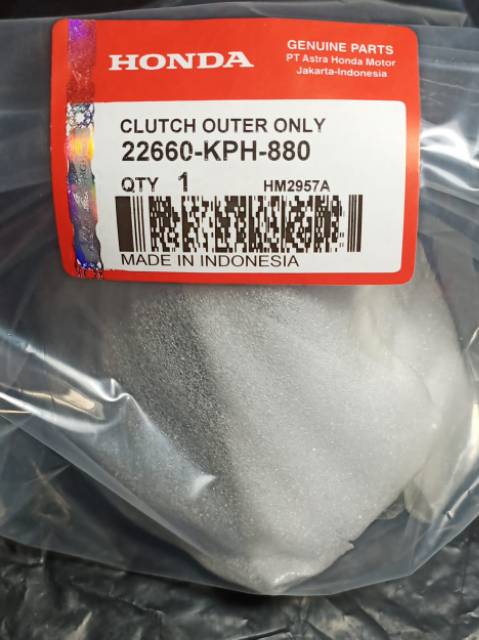 HONDA
GENUINE PARTS
PT Astra Honda Motor
Jakarta-Indonesia
CLUTCH OUTER ONLY
22660-KPH-880
QTY 1 HM2957A
MADE IN INDONESIA